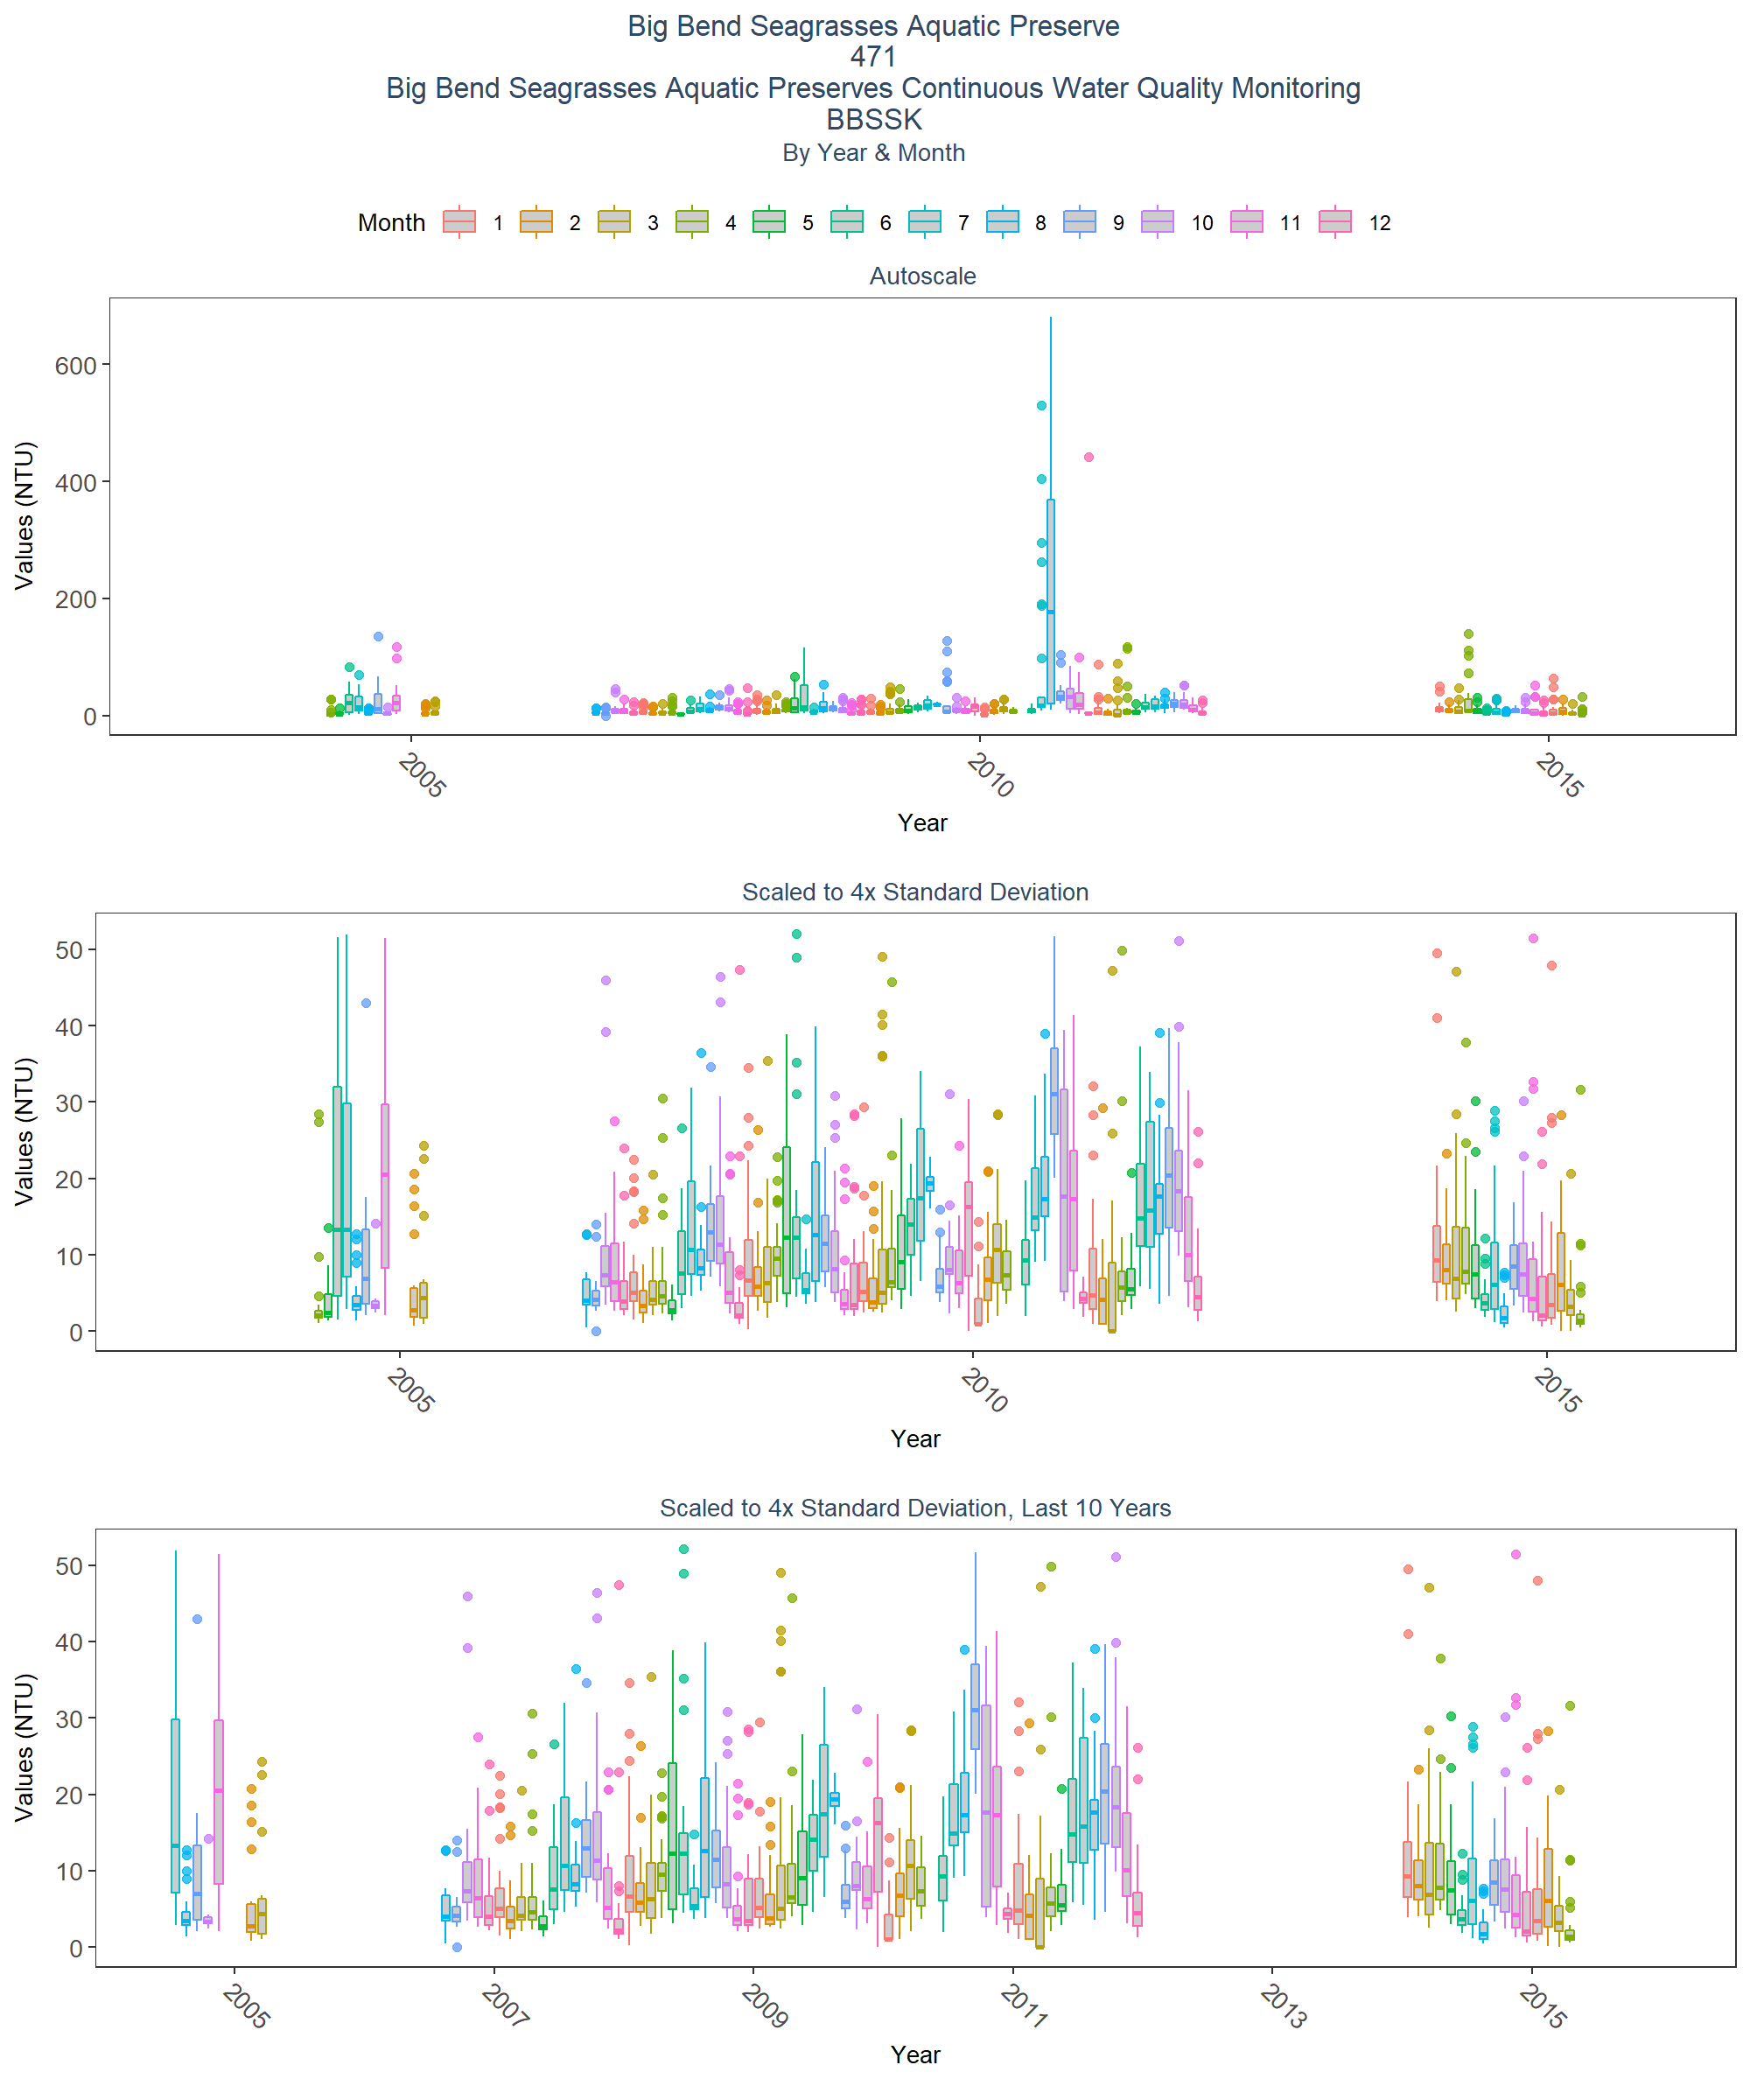 Big Bend Seagrasses Aquatic Preserve
471
Big Bend Seagrasses Aquatic Preserves Continuous Water Quality Monitoring
BBSSK
By Year & Month
Month 1 2 3 4 5 6 7 8 9 10 11 12
Autoscale
600
400
200
0
Values (NTU)
2005 2010 2015
Year
Scaled to 4x Standard Deviation
50
40
30
20
10
0
Values (NTU)
2005 2010 2015
Year
Scaled to 4x Standard Deviation, Last 10 Years
50
40
30
20
10
0
Values (NTU)
2005 2007 2009 2011 2013 2015
Year